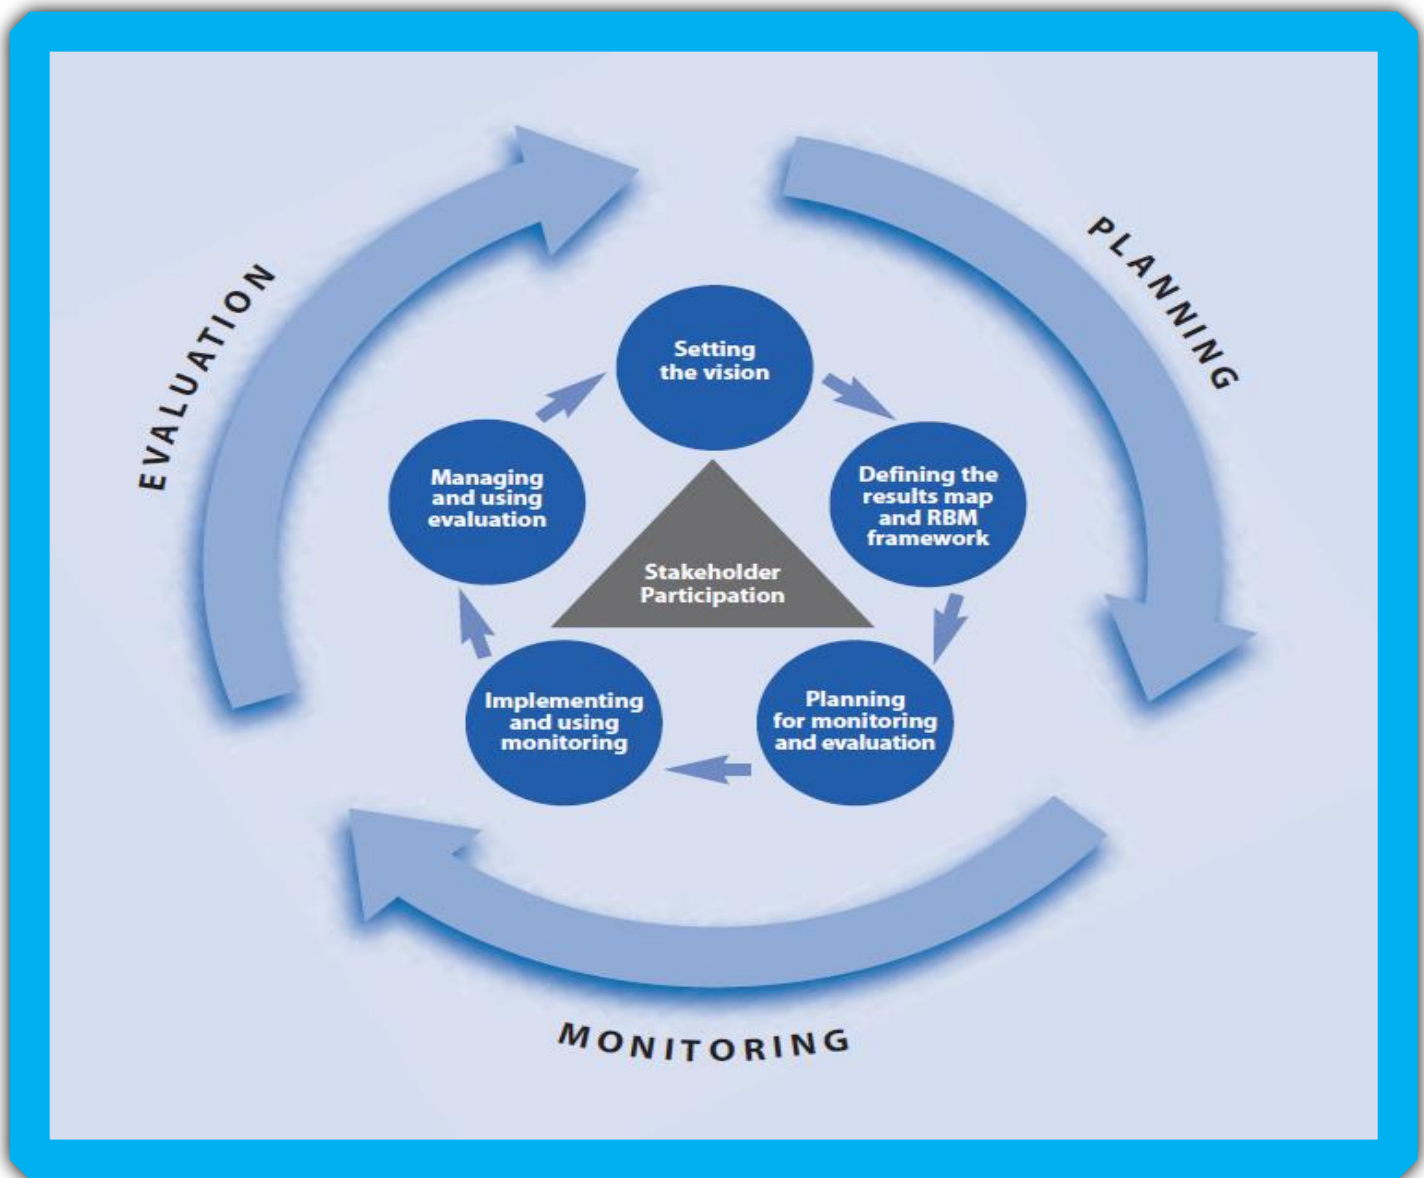 PLANNING
EVALUATION
Setting
the vision
Managing
and using
evaluation
Defining the
results map
and RBM
framework
Stakeholder
Participation
Implementing
and using
monitoring
Planning
for monitoring
and evaluation
MONITORING